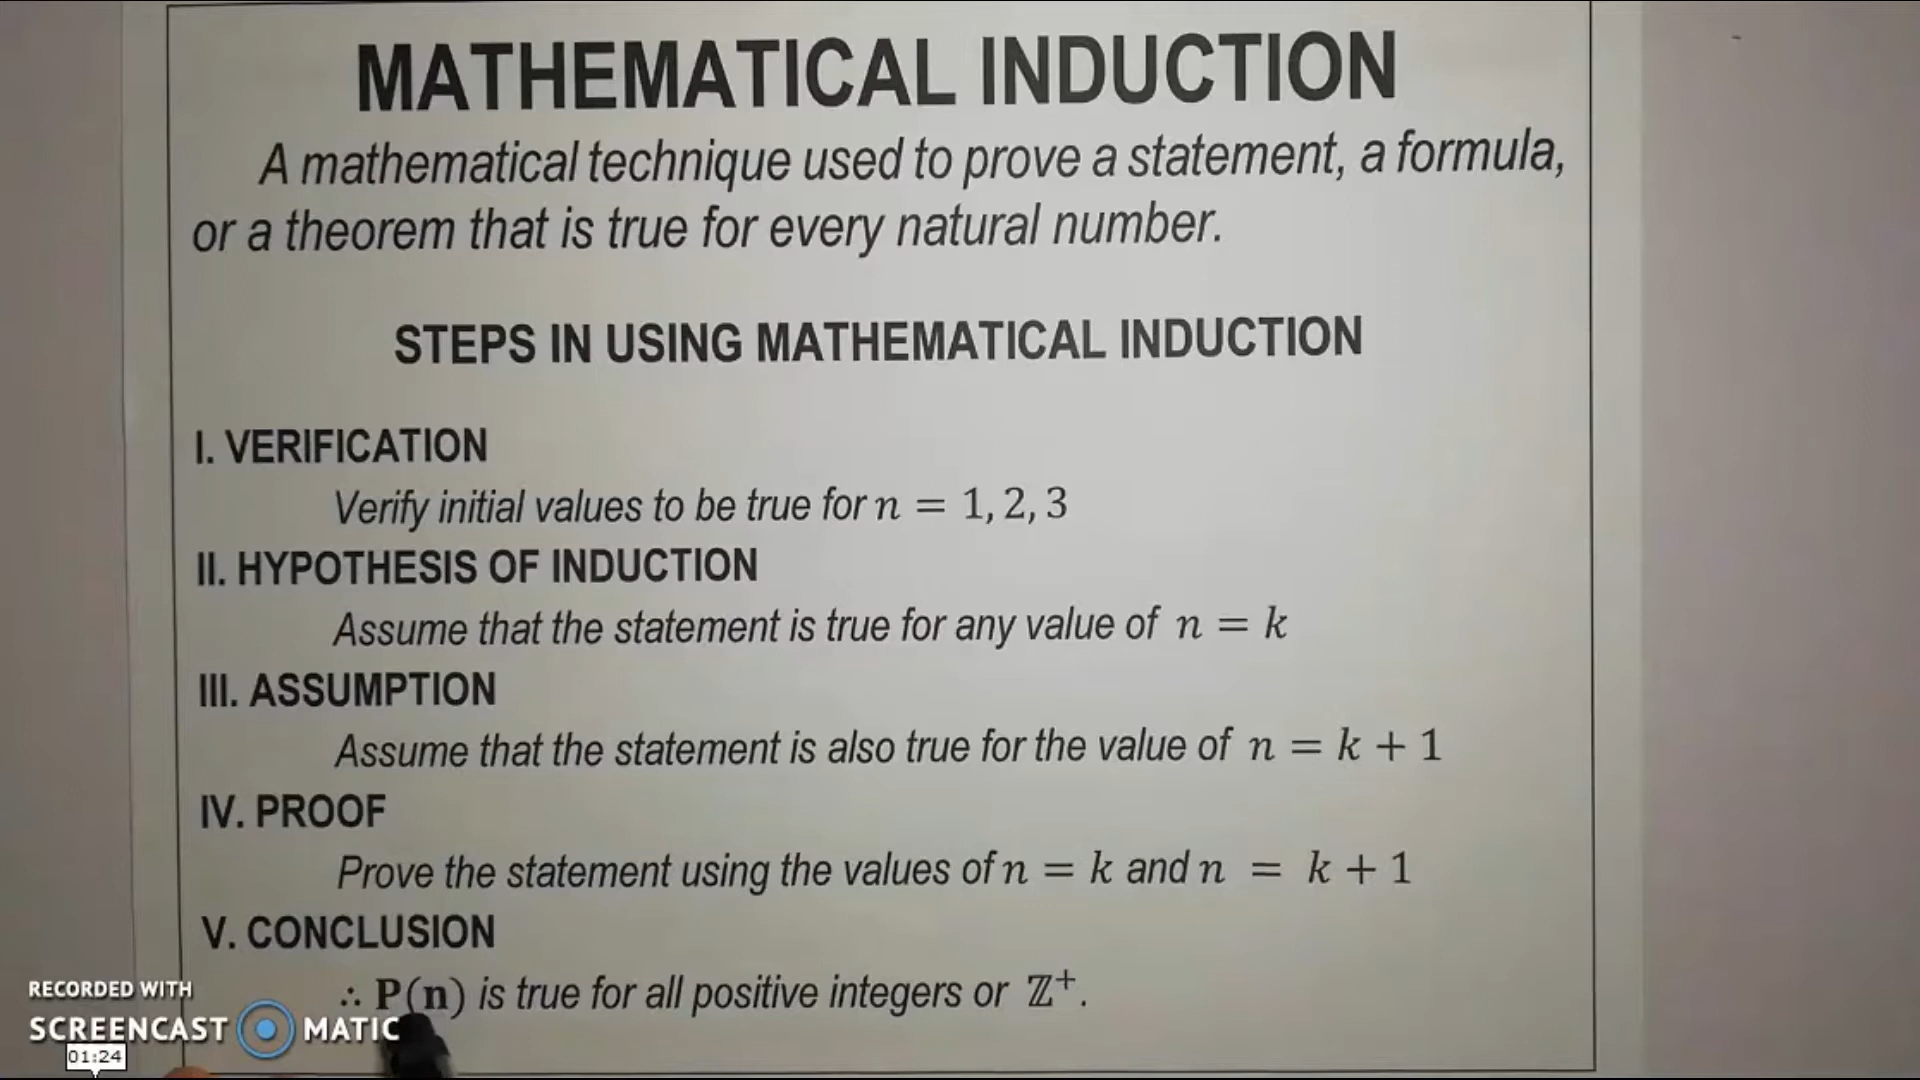 MATHEMATICAL INDUCTION
A mathematical technique used to prove a statement, a formula,
or a theorem that is true for every natural number.
STEPS IN USING MATHEMATICAL INDUCTION
I. VERIFICATION
Verify initial values to be true for n = 1, 2, 3
II. HYPOTHESIS OF INDUCTION
Assume that the statement is true for any value of n = k
III. ASSUMPTION
Assume that the statement is also true for the value of n = k + 1
IV. PROOF
Prove the statement using the values of n = k and n = k + 1
V. CONCLUSION
∴ P(n) is true for all positive integers or ℤ⁺.
RECORDED WITH
SCREENCAST MATIC
01:24